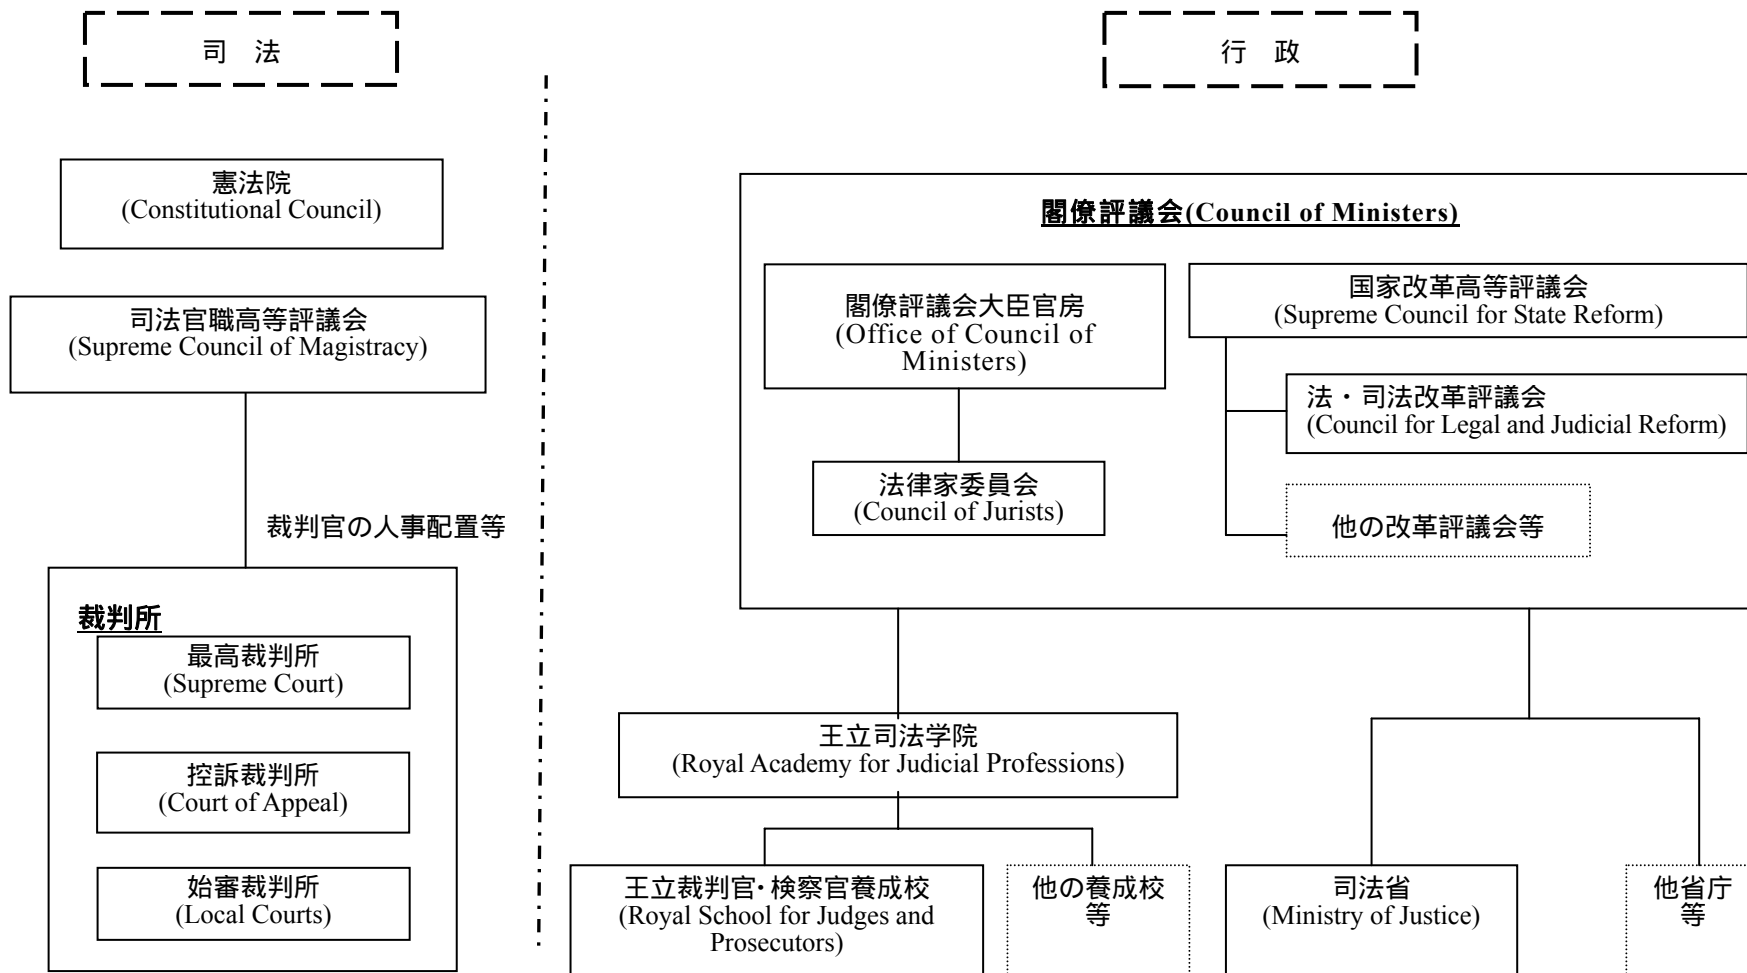 司　法
行　政
憲法院
(Constitutional Council)
司法官職高等評議会
(Supreme Council of Magistracy)
裁判官の人事配置等
裁判所
最高裁判所
(Supreme Court)
控訴裁判所
(Court of Appeal)
始審裁判所
(Local Courts)
閣僚評議会(Council of Ministers)
閣僚評議会大臣官房
(Office of Council of
Ministers)
法律家委員会
(Council of Jurists)
国家改革高等評議会
(Supreme Council for State Reform)
法・司法改革評議会
(Council for Legal and Judicial Reform)
他の改革評議会等
王立司法学院
(Royal Academy for Judicial Professions)
王立裁判官・検察官養成校
(Royal School for Judges and
Prosecutors)
他の養成校
等
司法省
(Ministry of Justice)
他省庁
等